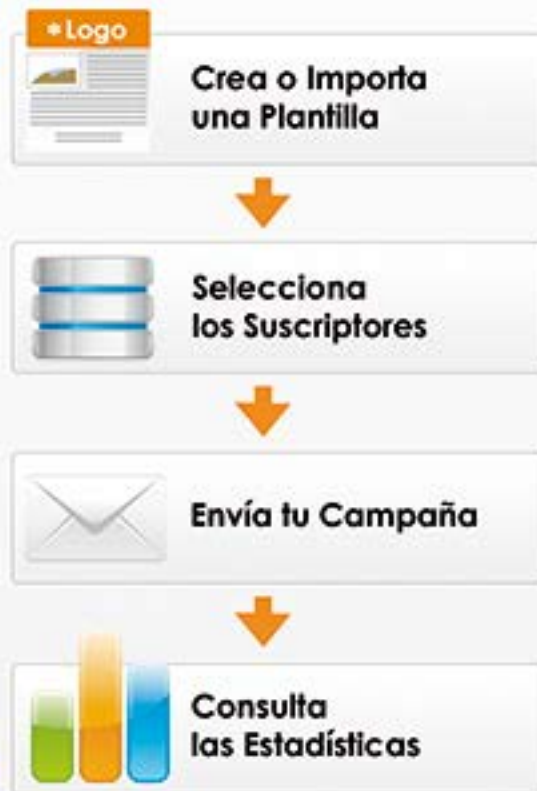 *Logo
Crea o Importa
una Plantilla
Selecciona
los Suscriptores
Envía tu Campaña
Consulta
las Estadísticas